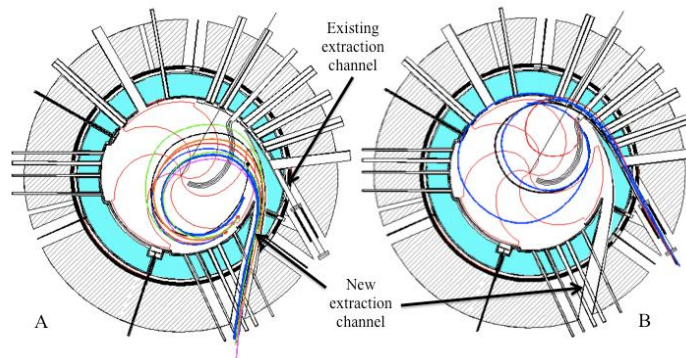 Existing
extraction
channel
New
extraction
channel
A
B